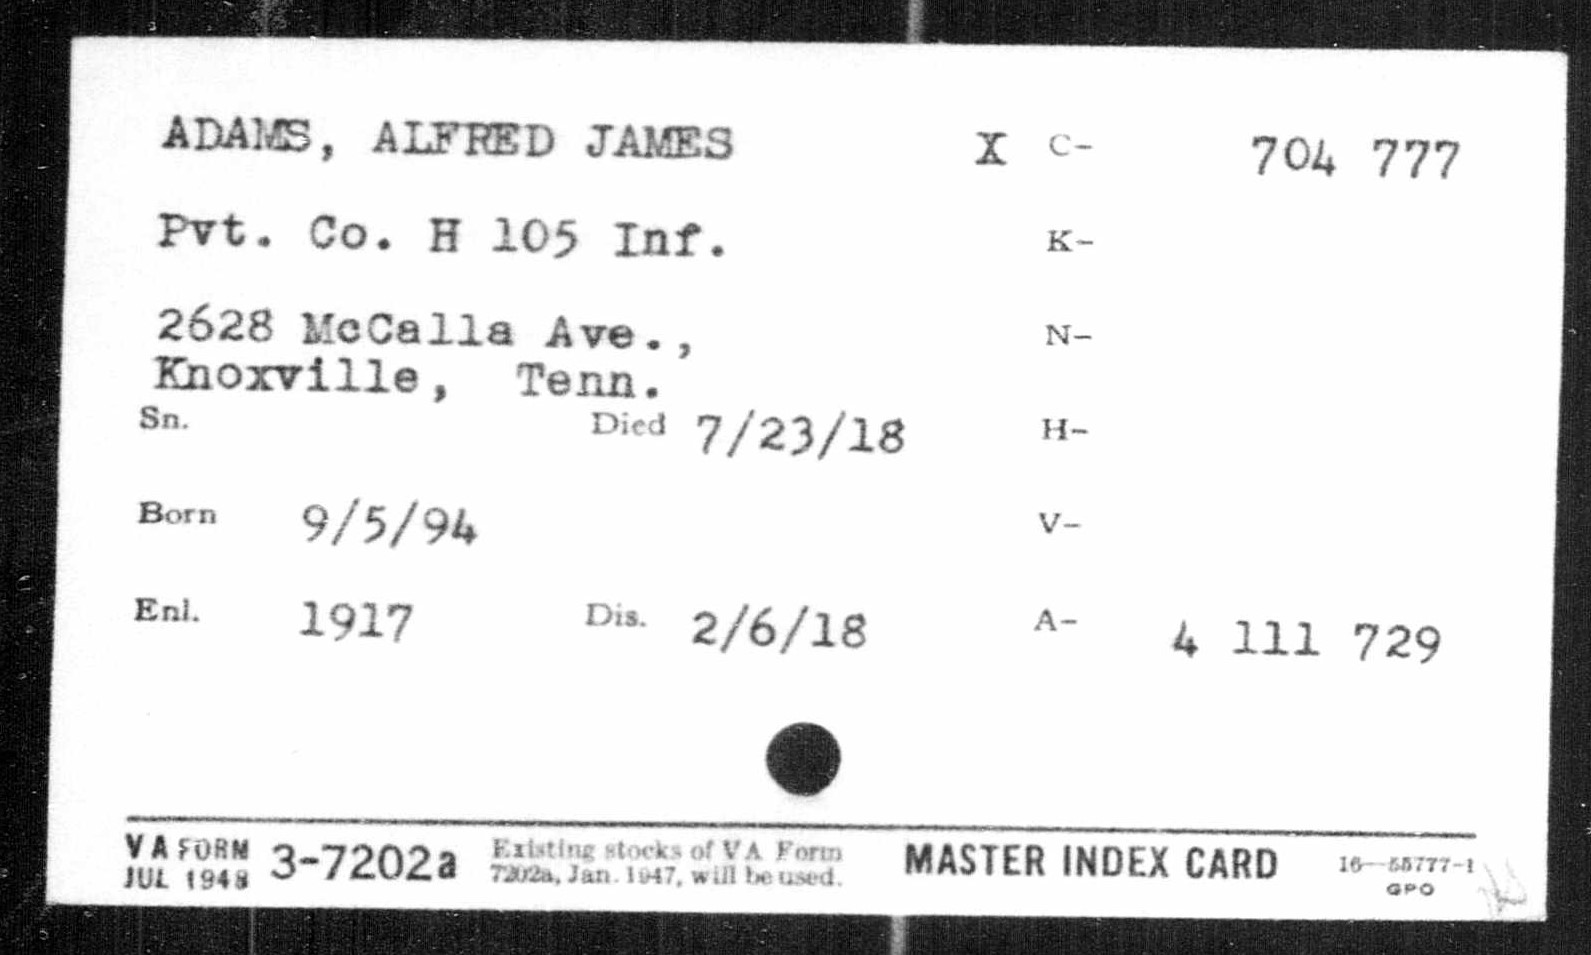 ADAMS, ALFRED JAMES X C- 704 777
Pvt. Co. H 105 Inf. K-
2628 McCalla Ave., N-
Knoxville, Tenn.
Sn. Died 7/23/18 H-
Born 9/5/94 V-
Enl. 1917 Dis. 2/6/18 A- 4 111 729
VA FORM JUL 1948 3-7202a Existing stocks of VA Form 7202a, Jan. 1947, will be used. MASTER INDEX CARD 16—55777-1 GPO